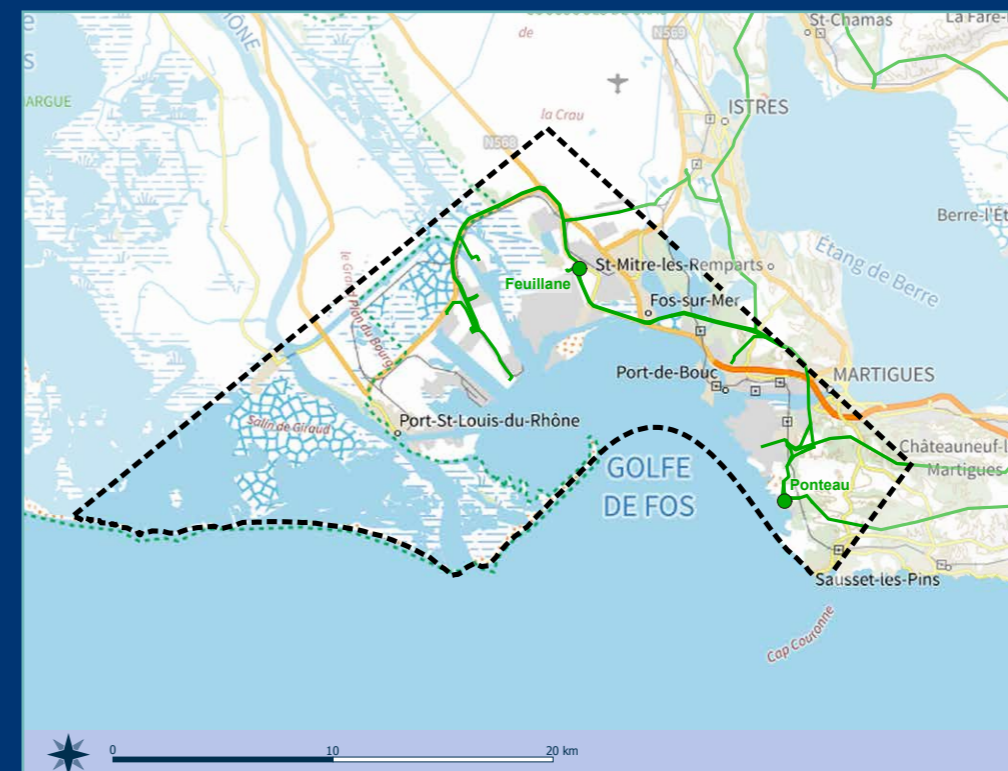 St-Chamas
La Fare-
N569
de
S
RHÔNE
ARGUE
ISTRES
la Crau
N568
Berre-l'Ét
Étang de Berre
le Grand Plan du Bourg
St-Mitre-les-Remparts
Feuillane
Fos-sur-Mer
Port-de-Bouc
MARTIGUES
Salin de Giraud
Port-St-Louis-du-Rhône
Châteauneuf-l
Martigues
GOLFE
DE FOS
Ponteau
Sausset-les-Pins
Cap Couronne
0 10 20 km